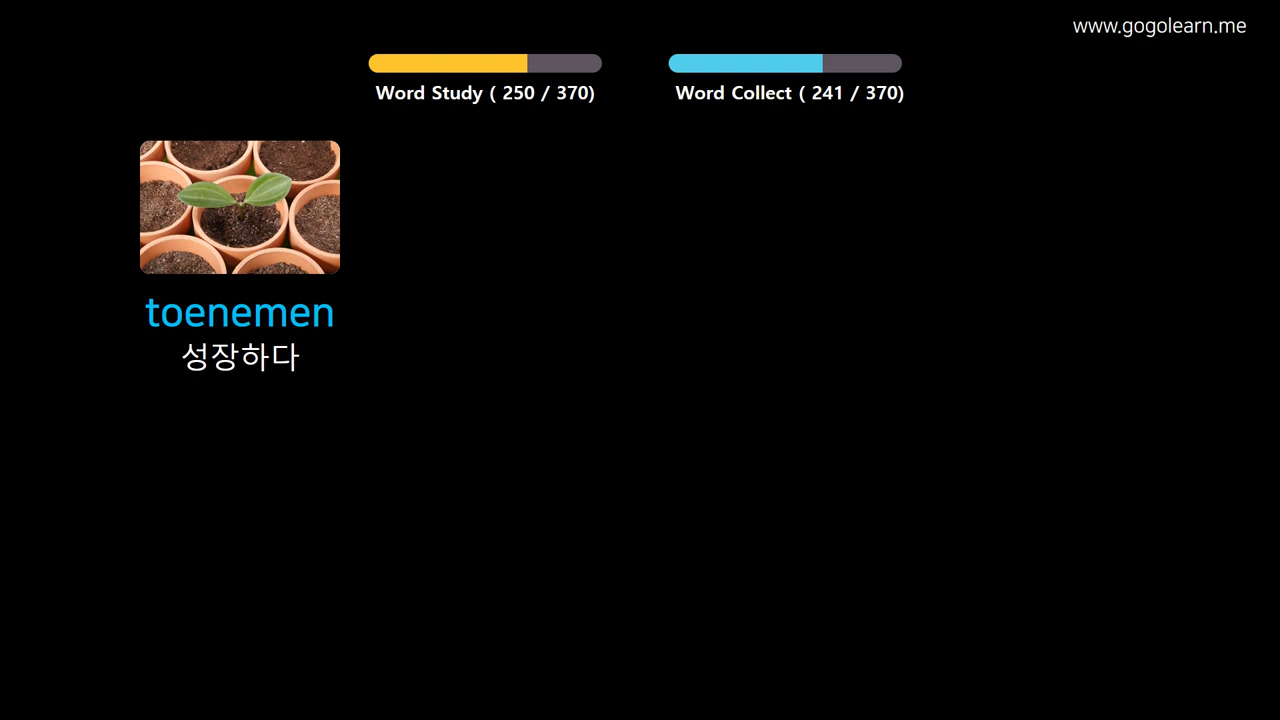 www.gogolearn.me
Word Study ( 250 / 370)
Word Collect ( 241 / 370)
toenemen
성장하다